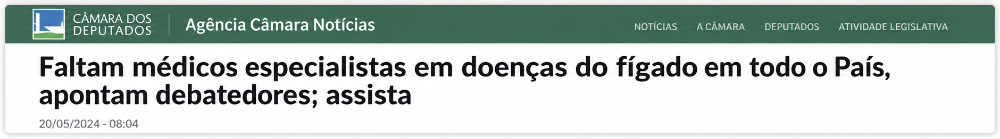 CÂMARA DOS
DEPUTADOS
Agência Câmara Notícias
NOTÍCIAS A CÂMARA DEPUTADOS ATIVIDADE LEGISLATIVA
Faltam médicos especialistas em doenças do fígado em todo o País,
apontam debatedores; assista
20/05/2024 - 08:04